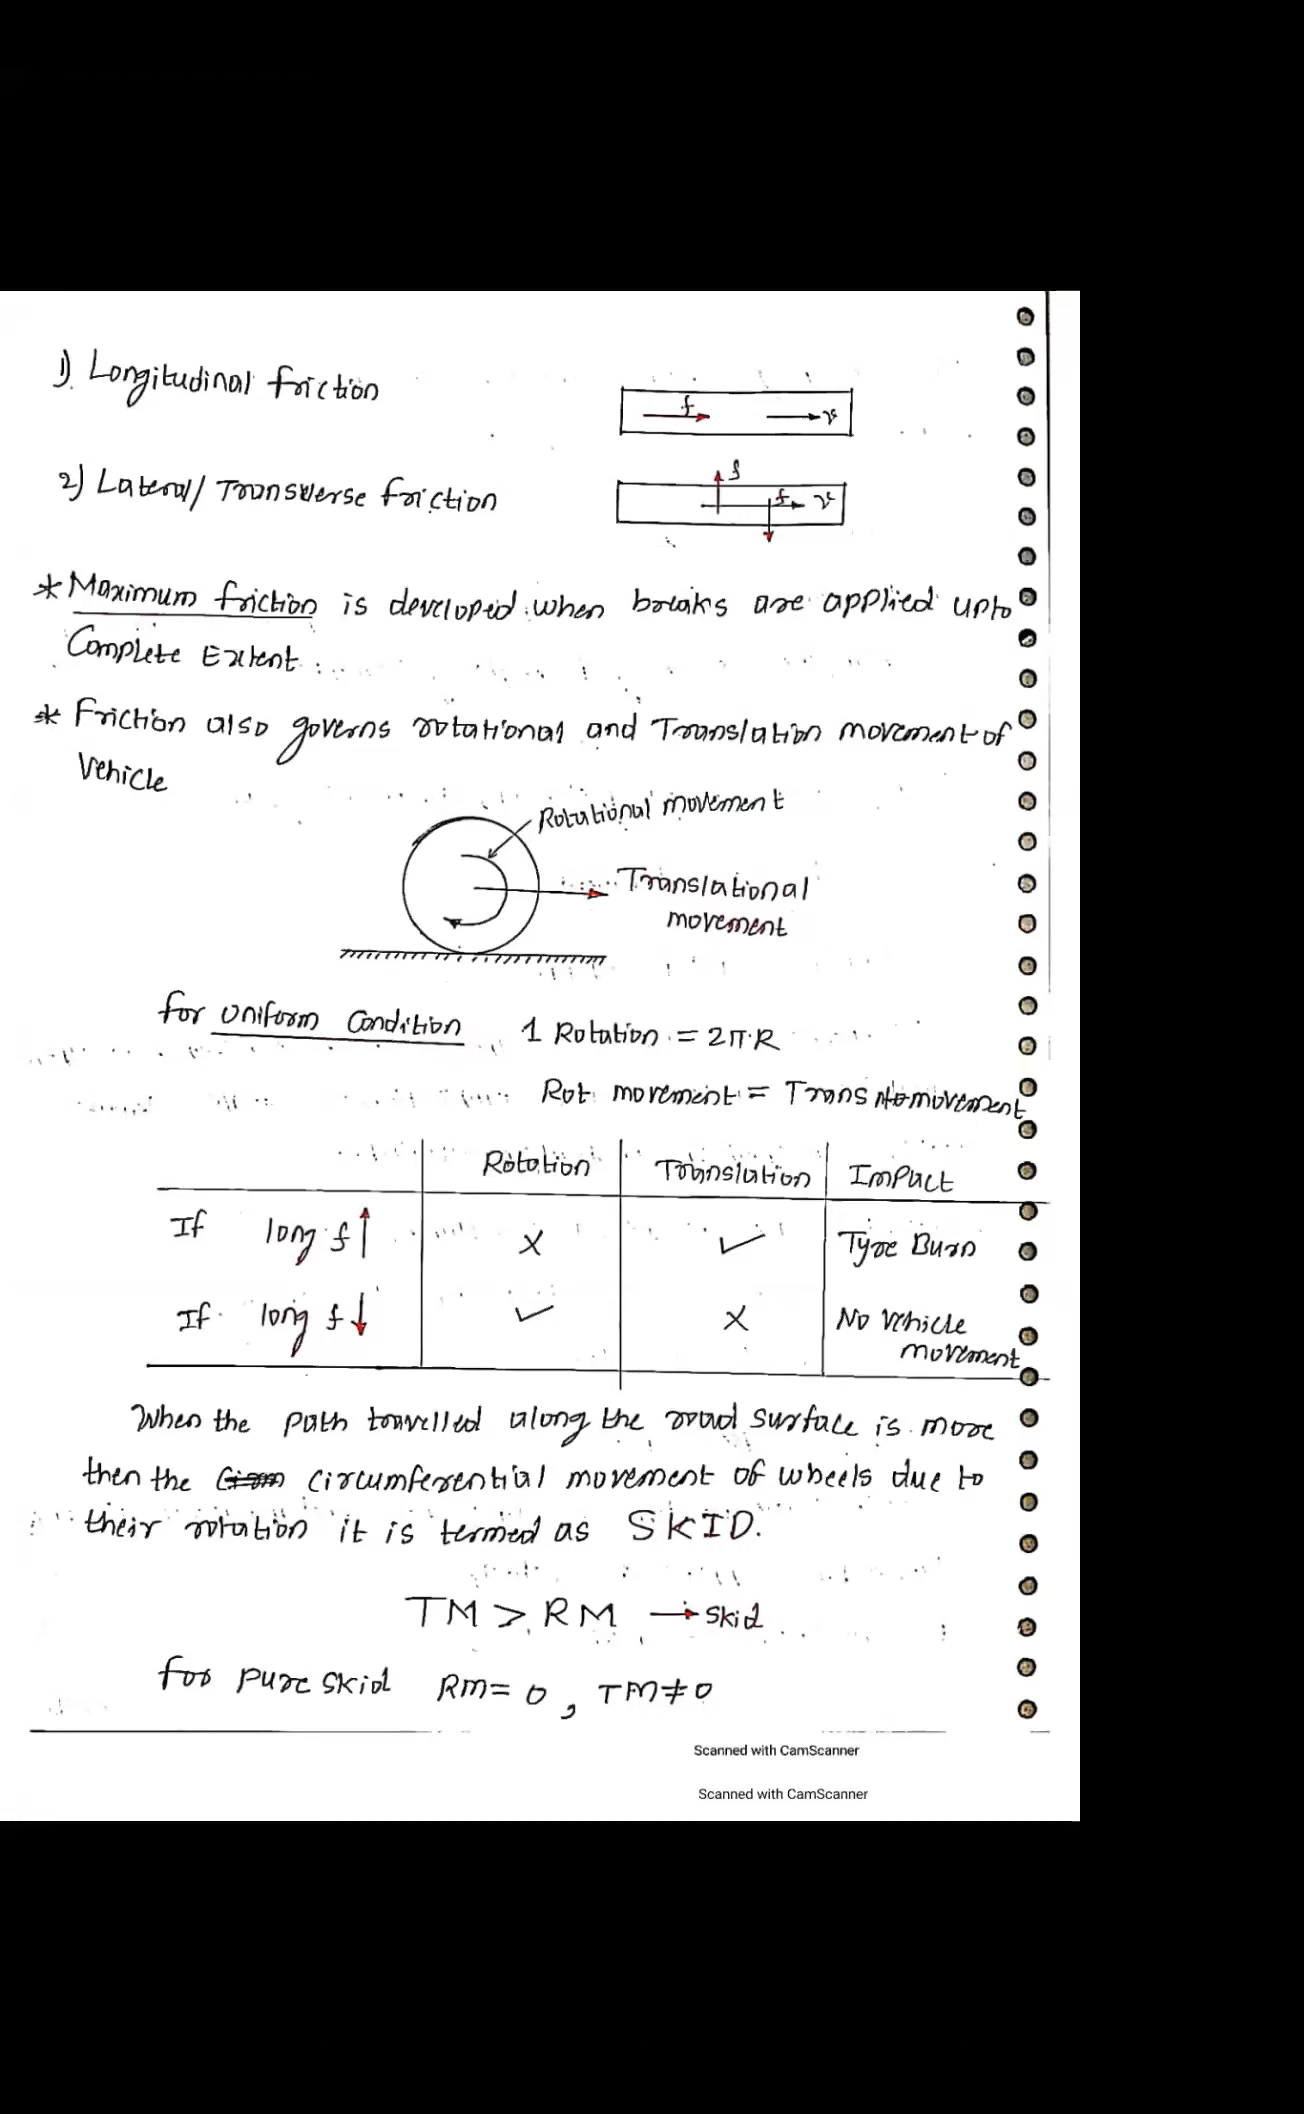 1) Longitudinal friction
f v
2) Lateral/ Transverse friction
f
f v
* Maximum friction is developed when breaks are applied upto
Complete Extent.
* Friction also governs rotational and Translation movement of
Vehicle
Rotational movement
Translational
movement
for Uniform Condition 1 Rotation = 2π.R
Rot. movement = Trans movement
Rotation Translation Impact
If long f ↑ X ✓ Tyre Burn
If long f ↓ ✓ X No Vehicle
movement
When the path travelled along the road surface is more
then the circumferential movement of wheels due to
their rotation it is termed as SKID.
TM > RM → Skid
for pure skid RM = 0 , TM ≠ 0
Scanned with CamScanner
Scanned with CamScanner